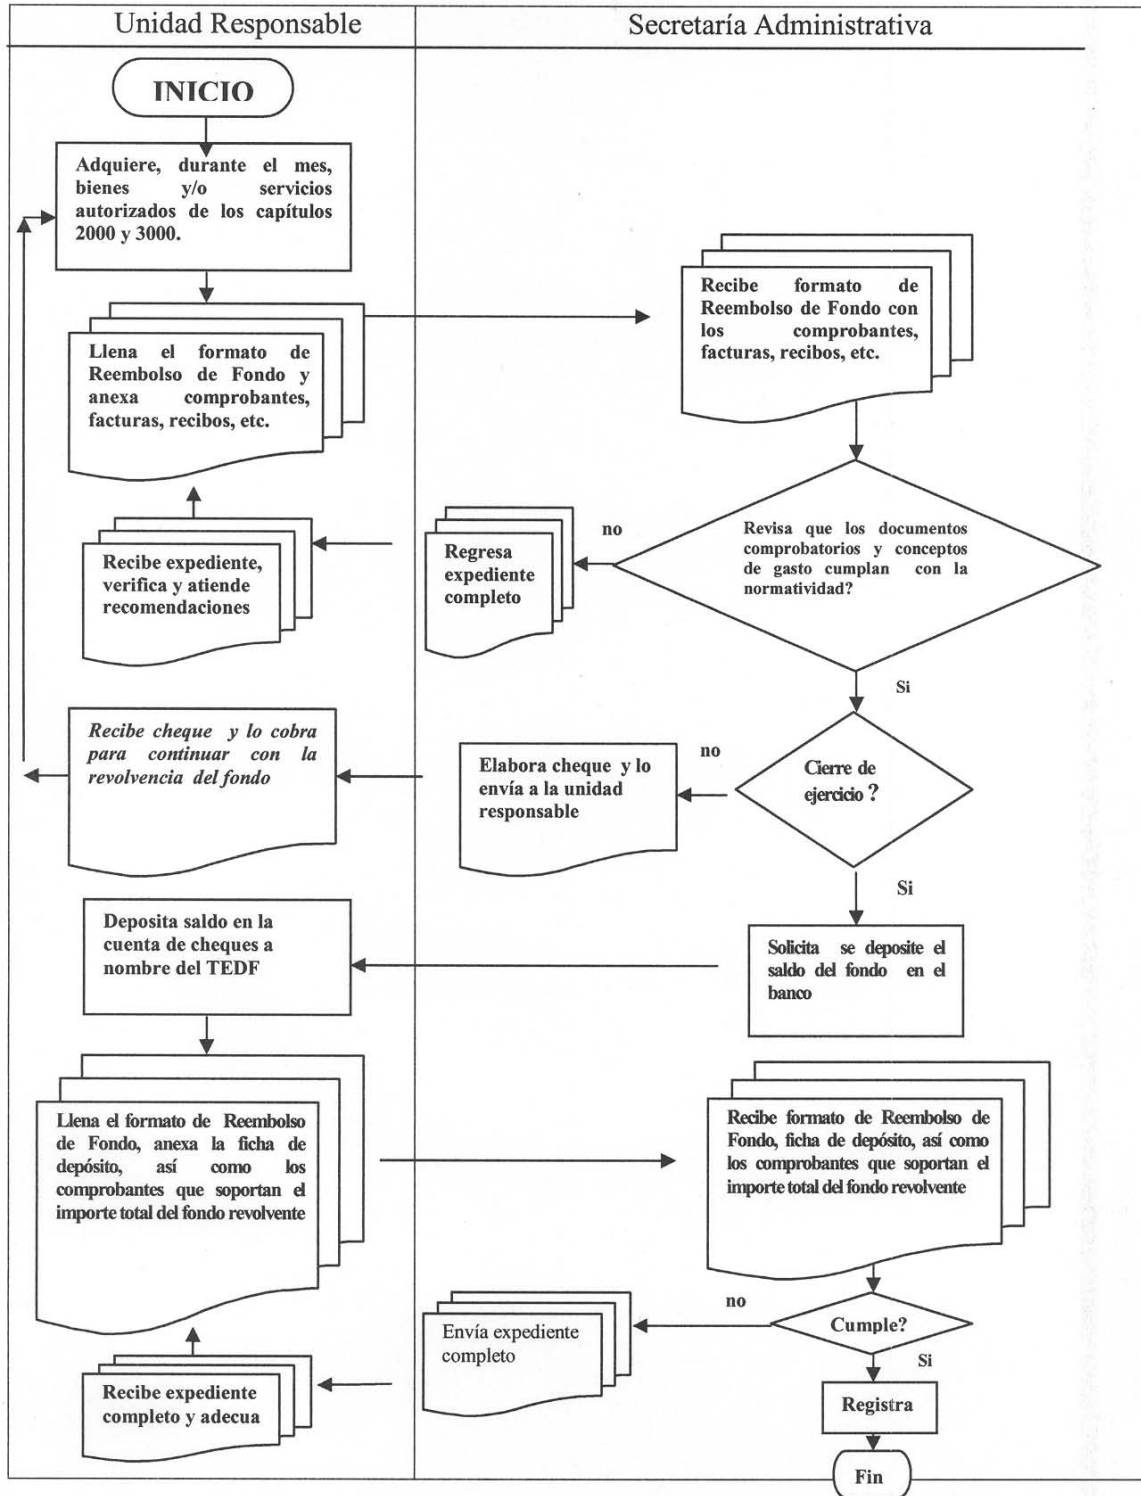 Unidad Responsable
Secretaría Administrativa
INICIO
Adquiere, durante el mes,
bienes y/o servicios
autorizados de los capítulos
2000 y 3000.
Llena el formato de
Reembolso de Fondo y
anexa comprobantes,
facturas, recibos, etc.
Recibe formato de
Reembolso de Fondo con
los comprobantes,
facturas, recibos, etc.
Revisa que los documentos
comprobatorios y conceptos
de gasto cumplan con la
normatividad?
no
Regresa
expediente
completo
Recibe expediente,
verifica y atiende
recomendaciones
Si
Cierre de
ejercicio ?
no
Elabora cheque y lo
envía a la unidad
responsable
Recibe cheque y lo cobra
para continuar con la
revolvencia del fondo
Si
Solicita se deposite el
saldo del fondo en el
banco
Deposita saldo en la
cuenta de cheques a
nombre del TEDF
Llena el formato de Reembolso
de Fondo, anexa la ficha de
depósito, así como los
comprobantes que soportan el
importe total del fondo revolvente
Recibe formato de Reembolso de
Fondo, ficha de depósito, así como
los comprobantes que soportan el
importe total del fondo revolvente
Cumple?
no
Envía expediente
completo
Recibe expediente
completo y adecua
Si
Registra
Fin